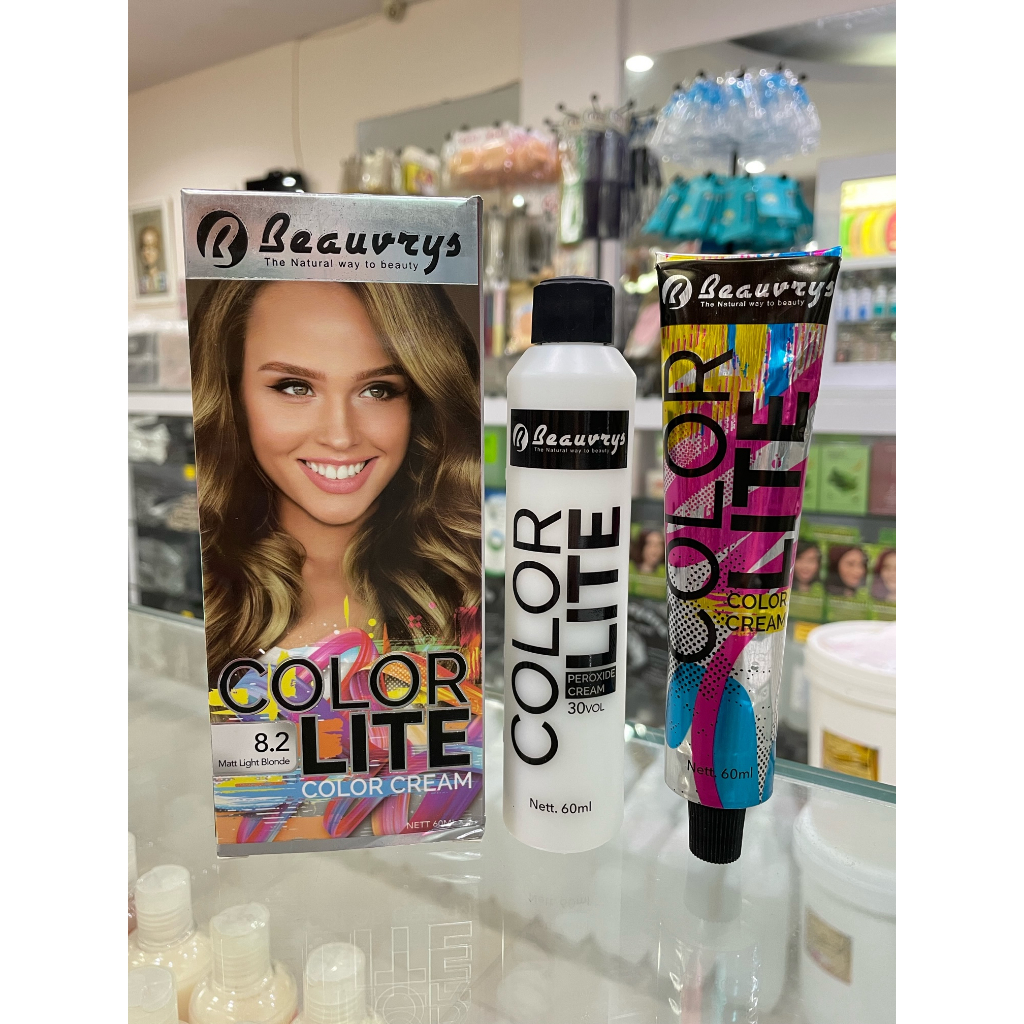 Beauvrys
The Natural way to beauty
COLOR
LITE
8.2
Matt Light Blonde
COLOR CREAM
Beauvrys
The Natural way to beauty
COLOR
LITE
PEROXIDE
CREAM
30VOL
Nett. 60ml
Beauvrys
The Natural way to beauty
COLOR
LITE
COLOR
CREAM
Nett. 60ml